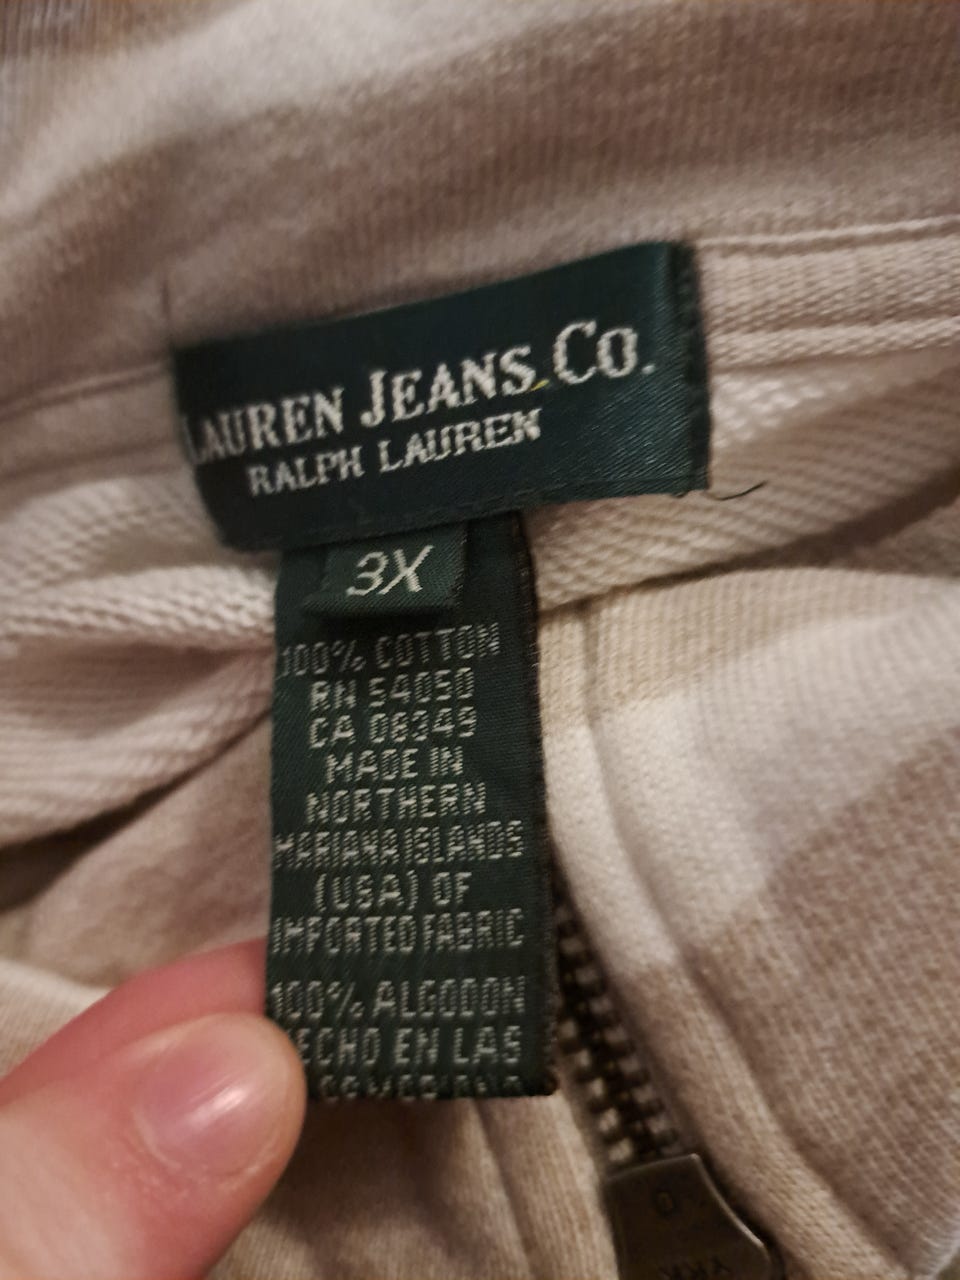 LAUREN JEANS CO.
RALPH LAUREN
3X
100% COTTON
RN 54050
CA 08349
MADE IN
NORTHERN
MARIANA ISLANDS
(USA) OF
IMPORTED FABRIC
100% ALGODON
HECHO EN LAS